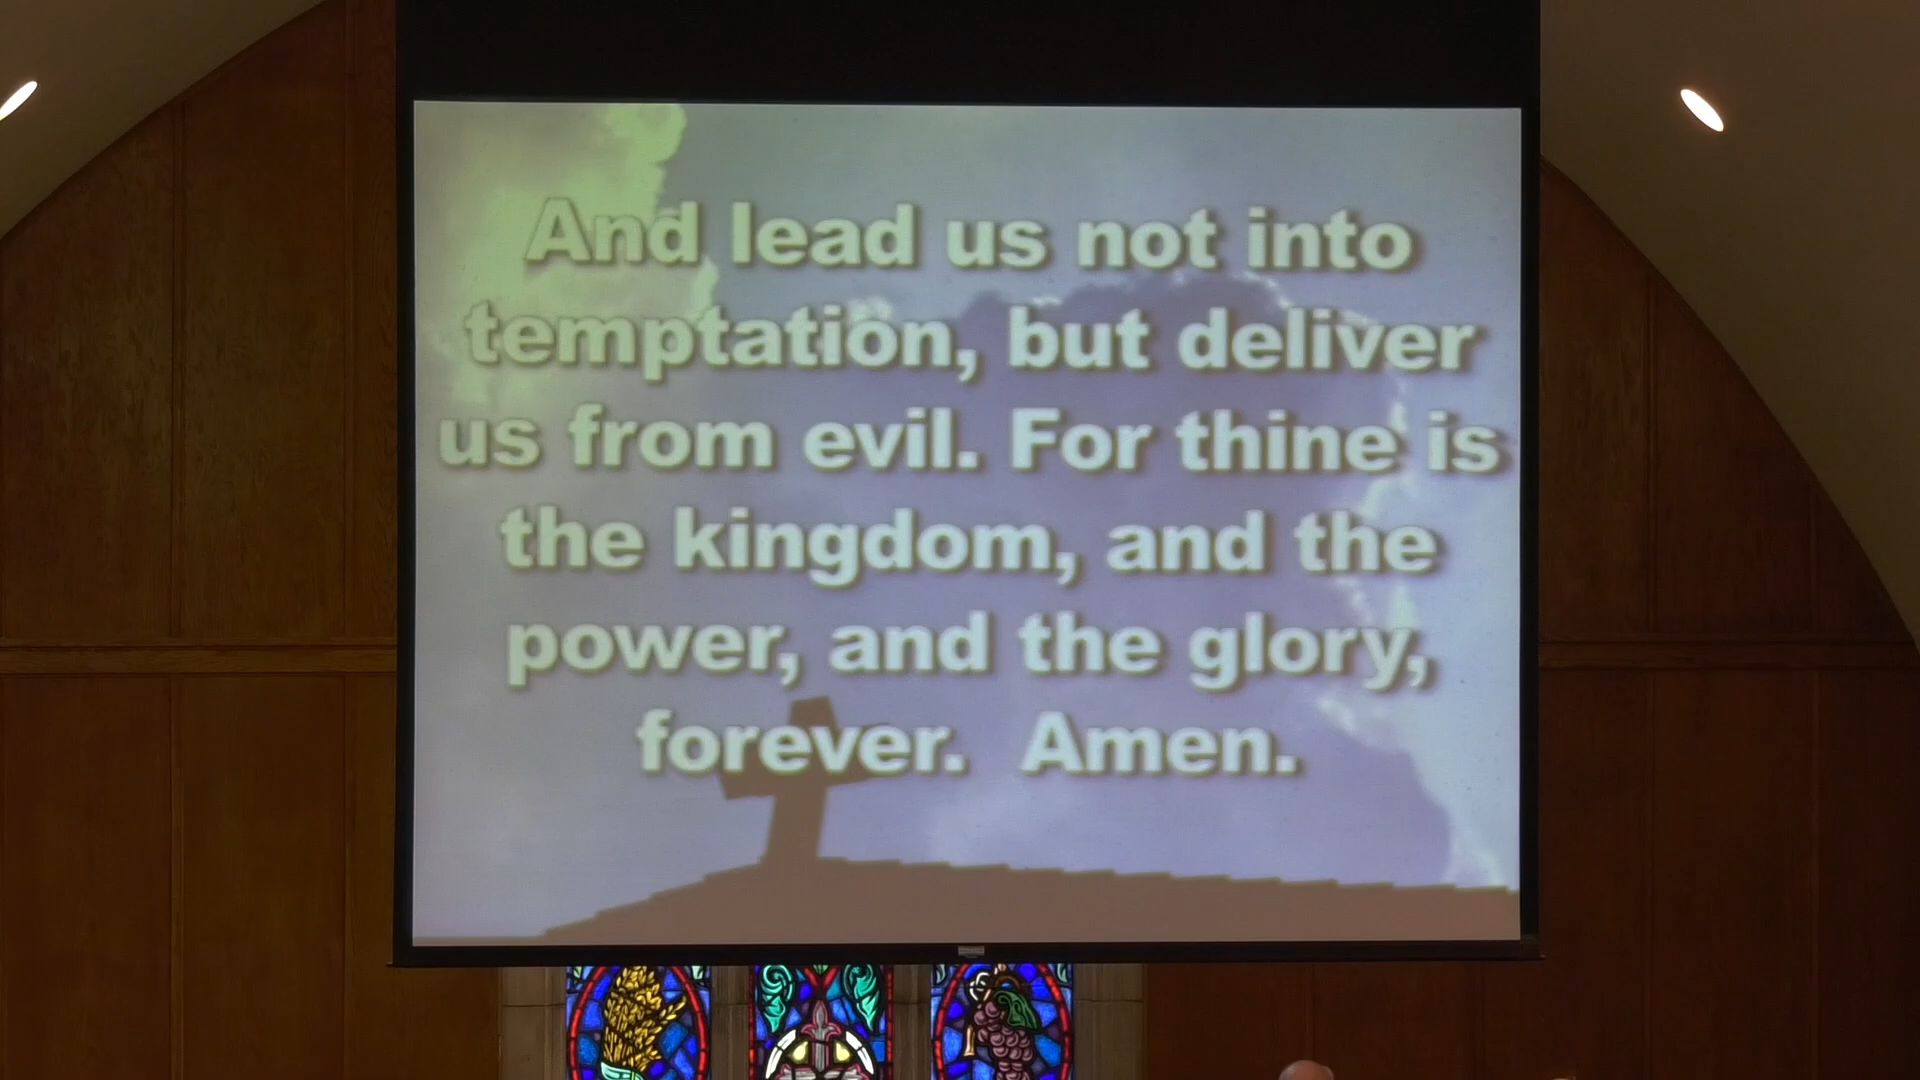 And lead us not into
temptation, but deliver
us from evil. For thine is
the kingdom, and the
power, and the glory,
forever.  Amen.